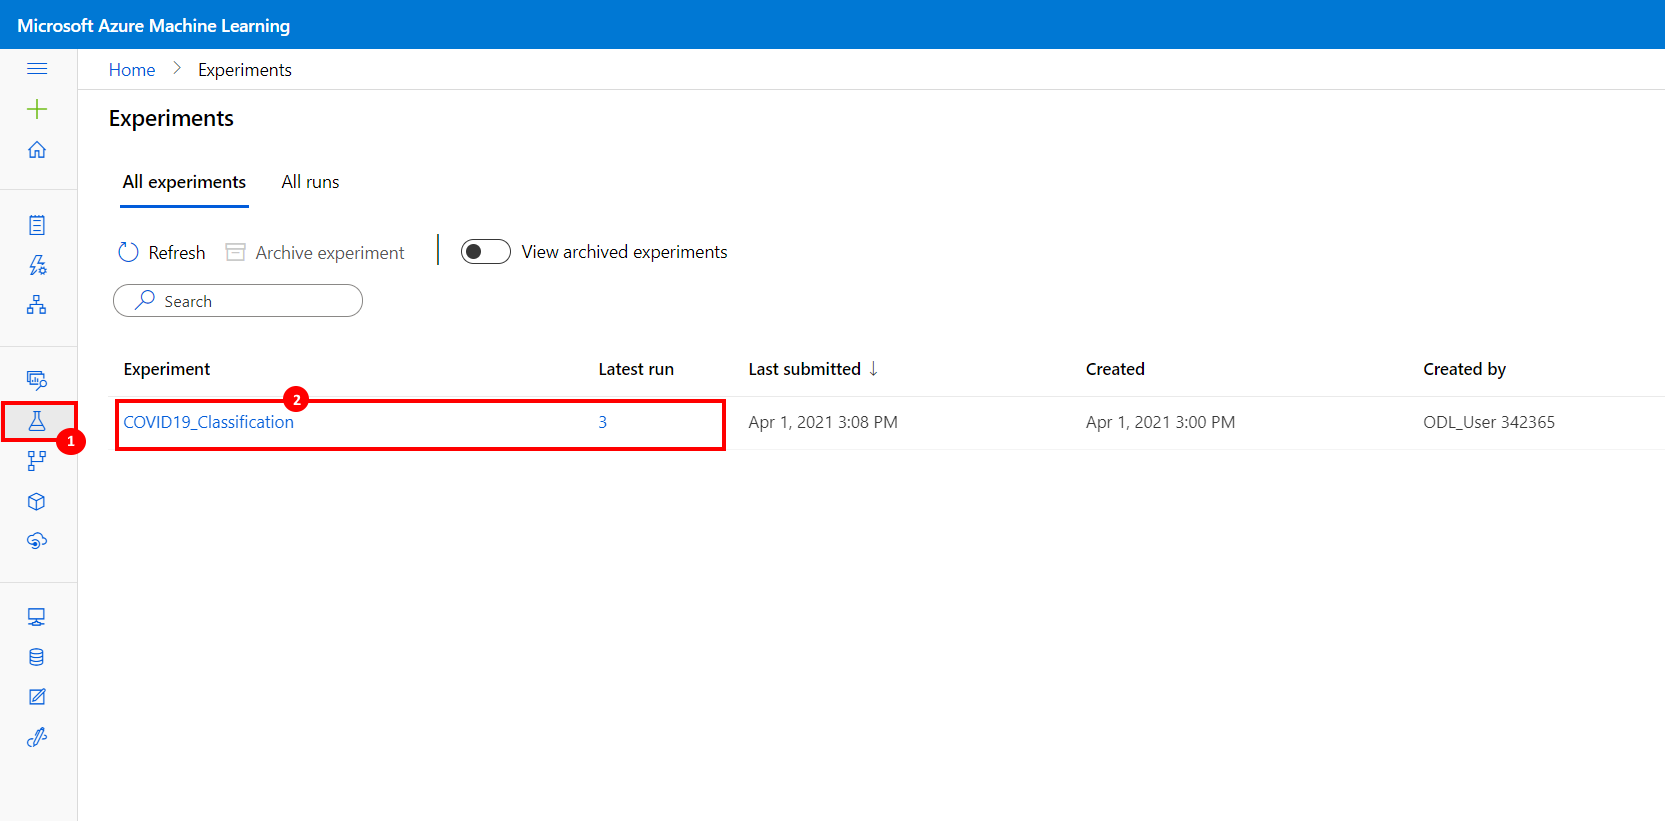 Microsoft Azure Machine Learning
Home > Experiments
Experiments
All experiments All runs
Refresh Archive experiment View archived experiments
Search
Experiment Latest run Last submitted ↓ Created Created by
2
COVID19_Classification 3 Apr 1, 2021 3:08 PM Apr 1, 2021 3:00 PM ODL_User 342365
1